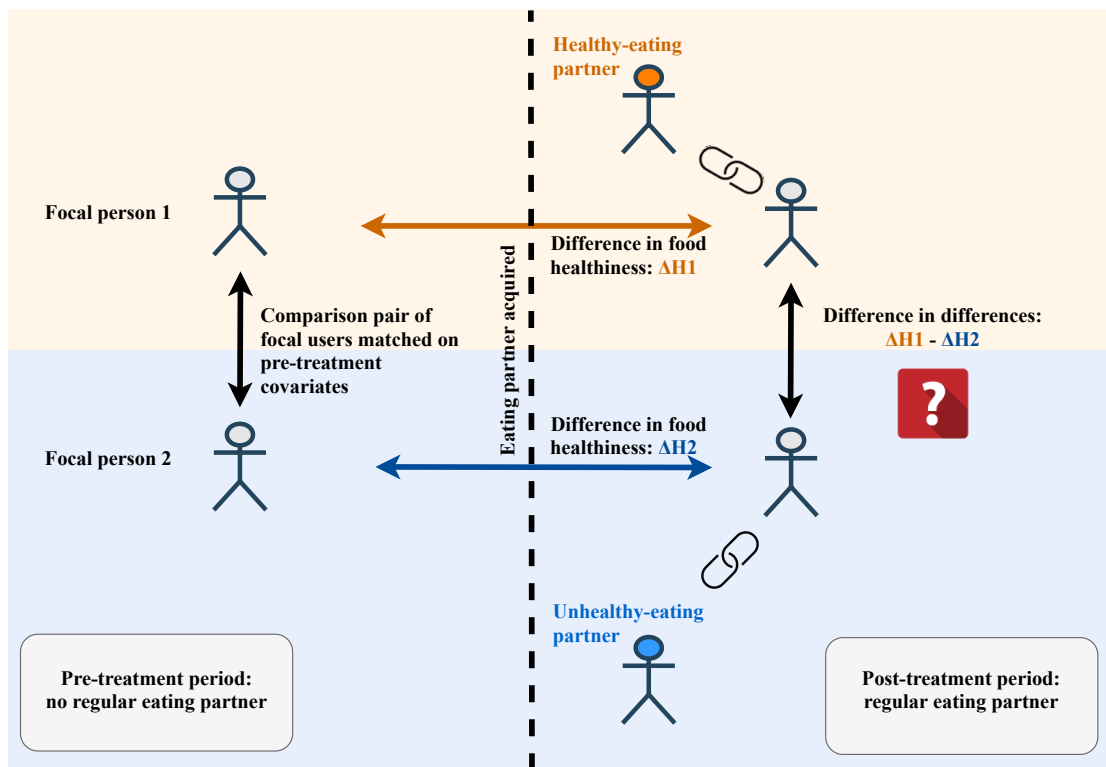 Healthy-eating
partner
Focal person 1
Difference in food
healthiness: ΔH1
Eating partner acquired
Comparison pair of
focal users matched on
pre-treatment
covariates
Difference in differences:
ΔH1 - ΔH2
?
Focal person 2
Difference in food
healthiness: ΔH2
Unhealthy-eating
partner
Pre-treatment period:
no regular eating partner
Post-treatment period:
regular eating partner